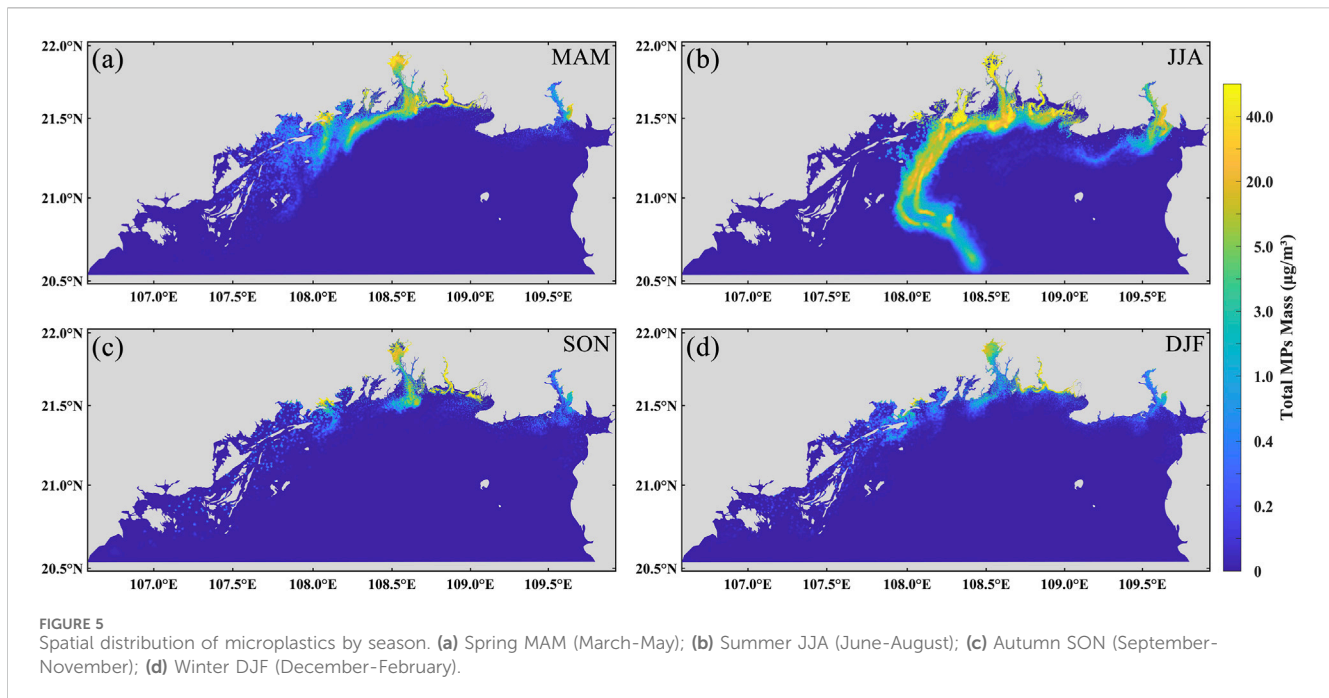 22.0°N
(a)
MAM
21.5°N
21.0°N
20.5°N
107.0°E 107.5°E 108.0°E 108.5°E 109.0°E 109.5°E
(b)
JJA
22.0°N
21.5°N
21.0°N
20.5°N
107.0°E 107.5°E 108.0°E 108.5°E 109.0°E 109.5°E
22.0°N
(c)
SON
21.5°N
21.0°N
20.5°N
107.0°E 107.5°E 108.0°E 108.5°E 109.0°E 109.5°E
22.0°N
(d)
DJF
21.5°N
21.0°N
20.5°N
107.0°E 107.5°E 108.0°E 108.5°E 109.0°E 109.5°E
40.0
20.0
5.0
3.0
1.0
0.4
0.2
0
Total MPs Mass (μg/m³)
FIGURE 5
Spatial distribution of microplastics by season. (a) Spring MAM (March-May); (b) Summer JJA (June-August); (c) Autumn SON (September-
November); (d) Winter DJF (December-February).